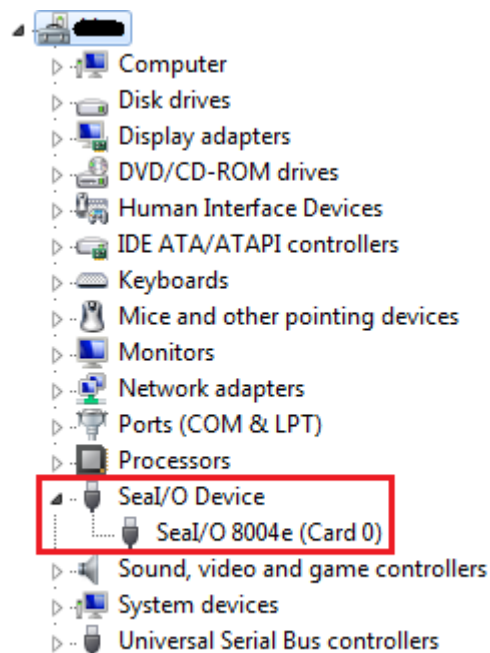 Computer
Disk drives
Display adapters
DVD/CD-ROM drives
Human Interface Devices
IDE ATA/ATAPI controllers
Keyboards
Mice and other pointing devices
Monitors
Network adapters
Ports (COM & LPT)
Processors
SeaI/O Device
SeaI/O 8004e (Card 0)
Sound, video and game controllers
System devices
Universal Serial Bus controllers